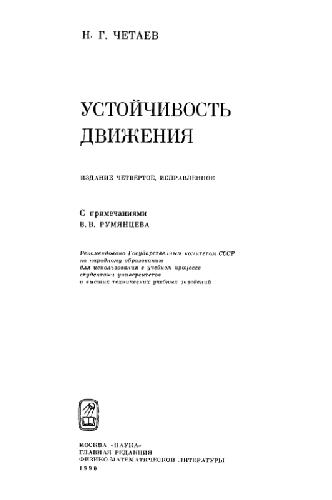 Н. Г. ЧЕТАЕВ
УСТОЙЧИВОСТЬ
ДВИЖЕНИЯ
ИЗДАНИЕ ЧЕТВЕРТОЕ, ИСПРАВЛЕННОЕ
С примечаниями
В. В. РУМЯНЦЕВА
Рекомендовано Государственным комитетом СССР
по народному образованию
для использования в учебном процессе
студентами университетов
и высших технических учебных заведений
МОСКВА «НАУКА»
ГЛАВНАЯ РЕДАКЦИЯ
ФИЗИКО-МАТЕМАТИЧЕСКОЙ ЛИТЕРАТУРЫ
1990